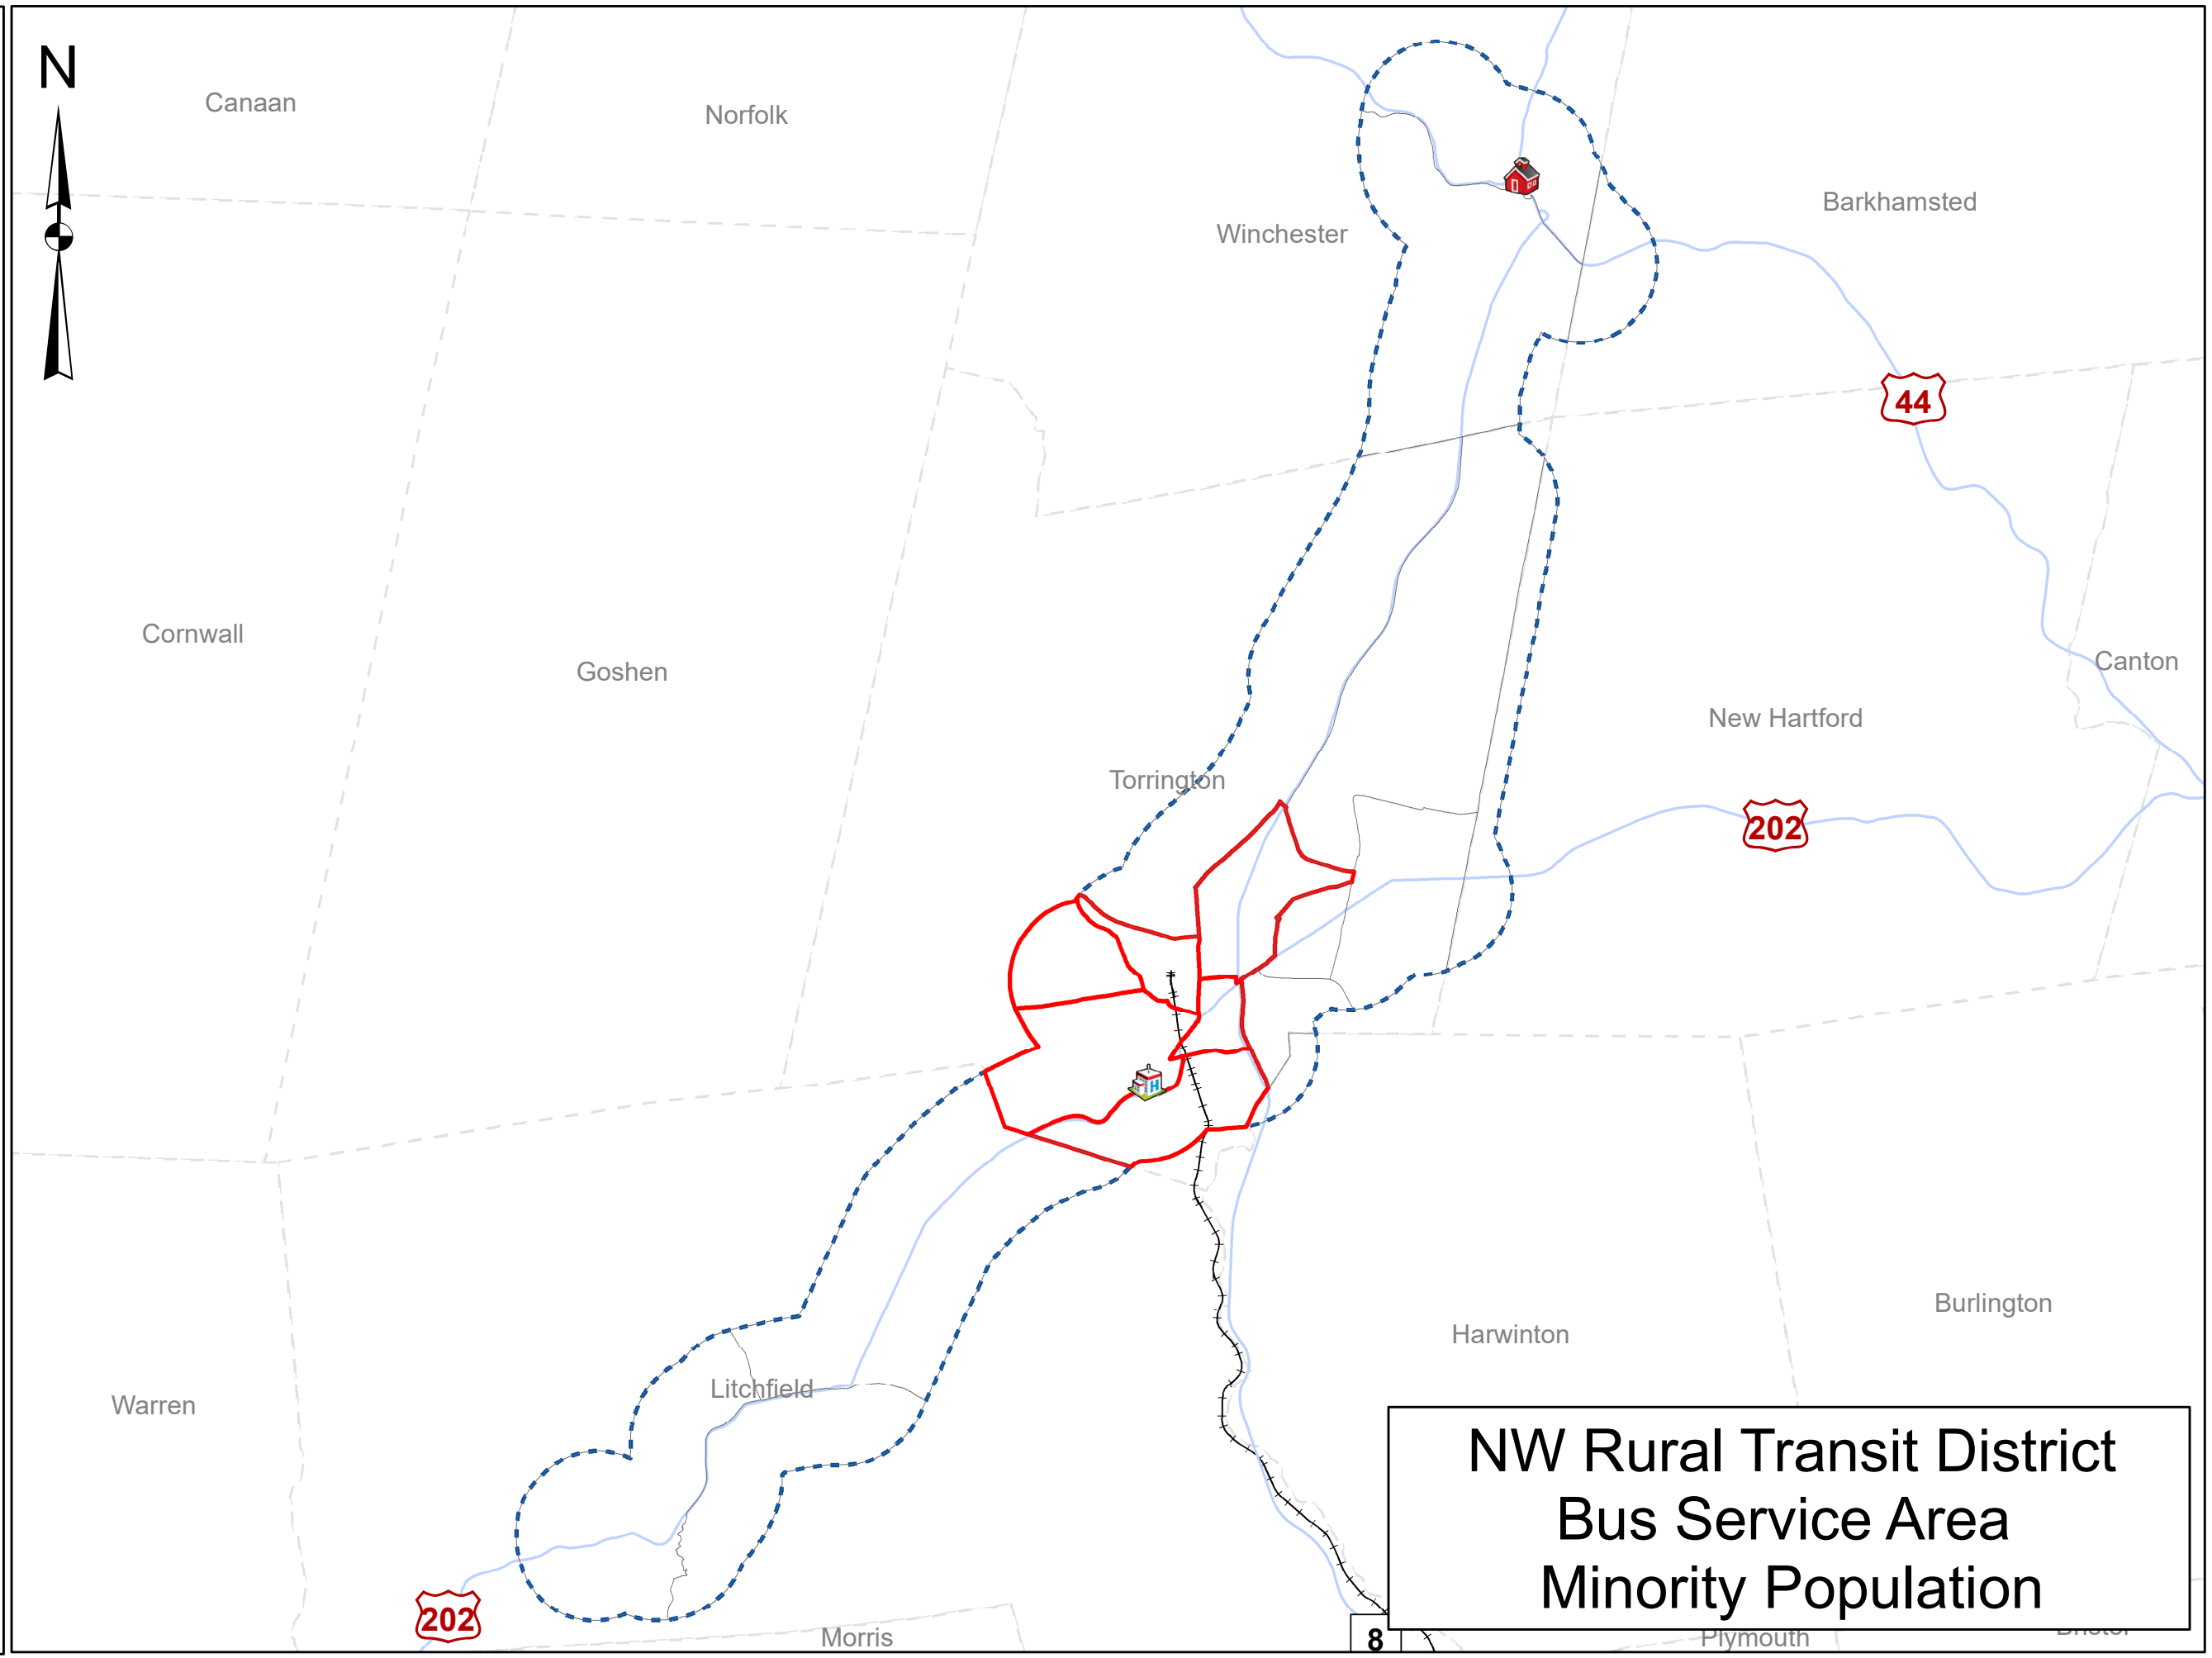 N
Canaan
Norfolk
Barkhamsted
Winchester
44
Cornwall
Canton
Goshen
New Hartford
Torrington
202
H
Burlington
Harwinton
Litchfield
Warren
NW Rural Transit District
Bus Service Area
Minority Population
202
Morris
8
Plymouth